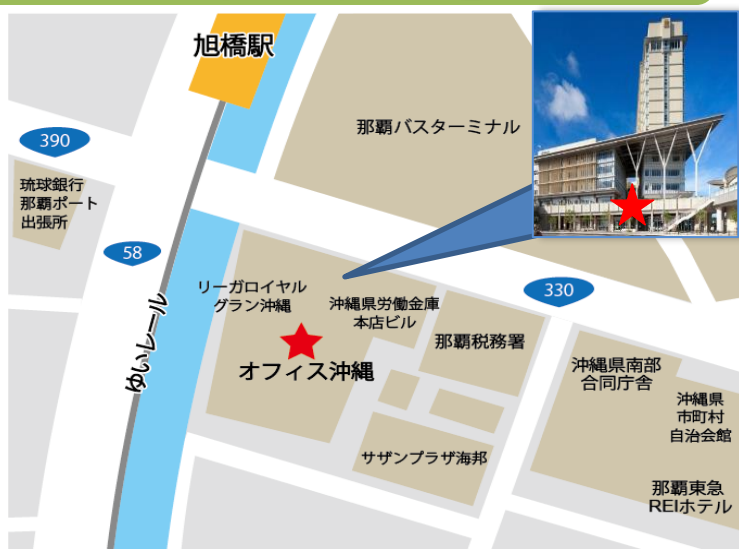 旭橋駅
那覇バスターミナル
390
琉球銀行
那覇ポート
出張所
58
リーガロイヤル
グラン沖縄
沖縄県労働金庫
本店ビル
330
那覇税務署
ゆいレール
オフィス沖縄
沖縄県南部
合同庁舎
沖縄県
市町村
自治会館
サザンプラザ海邦
那覇東急
REIホテル